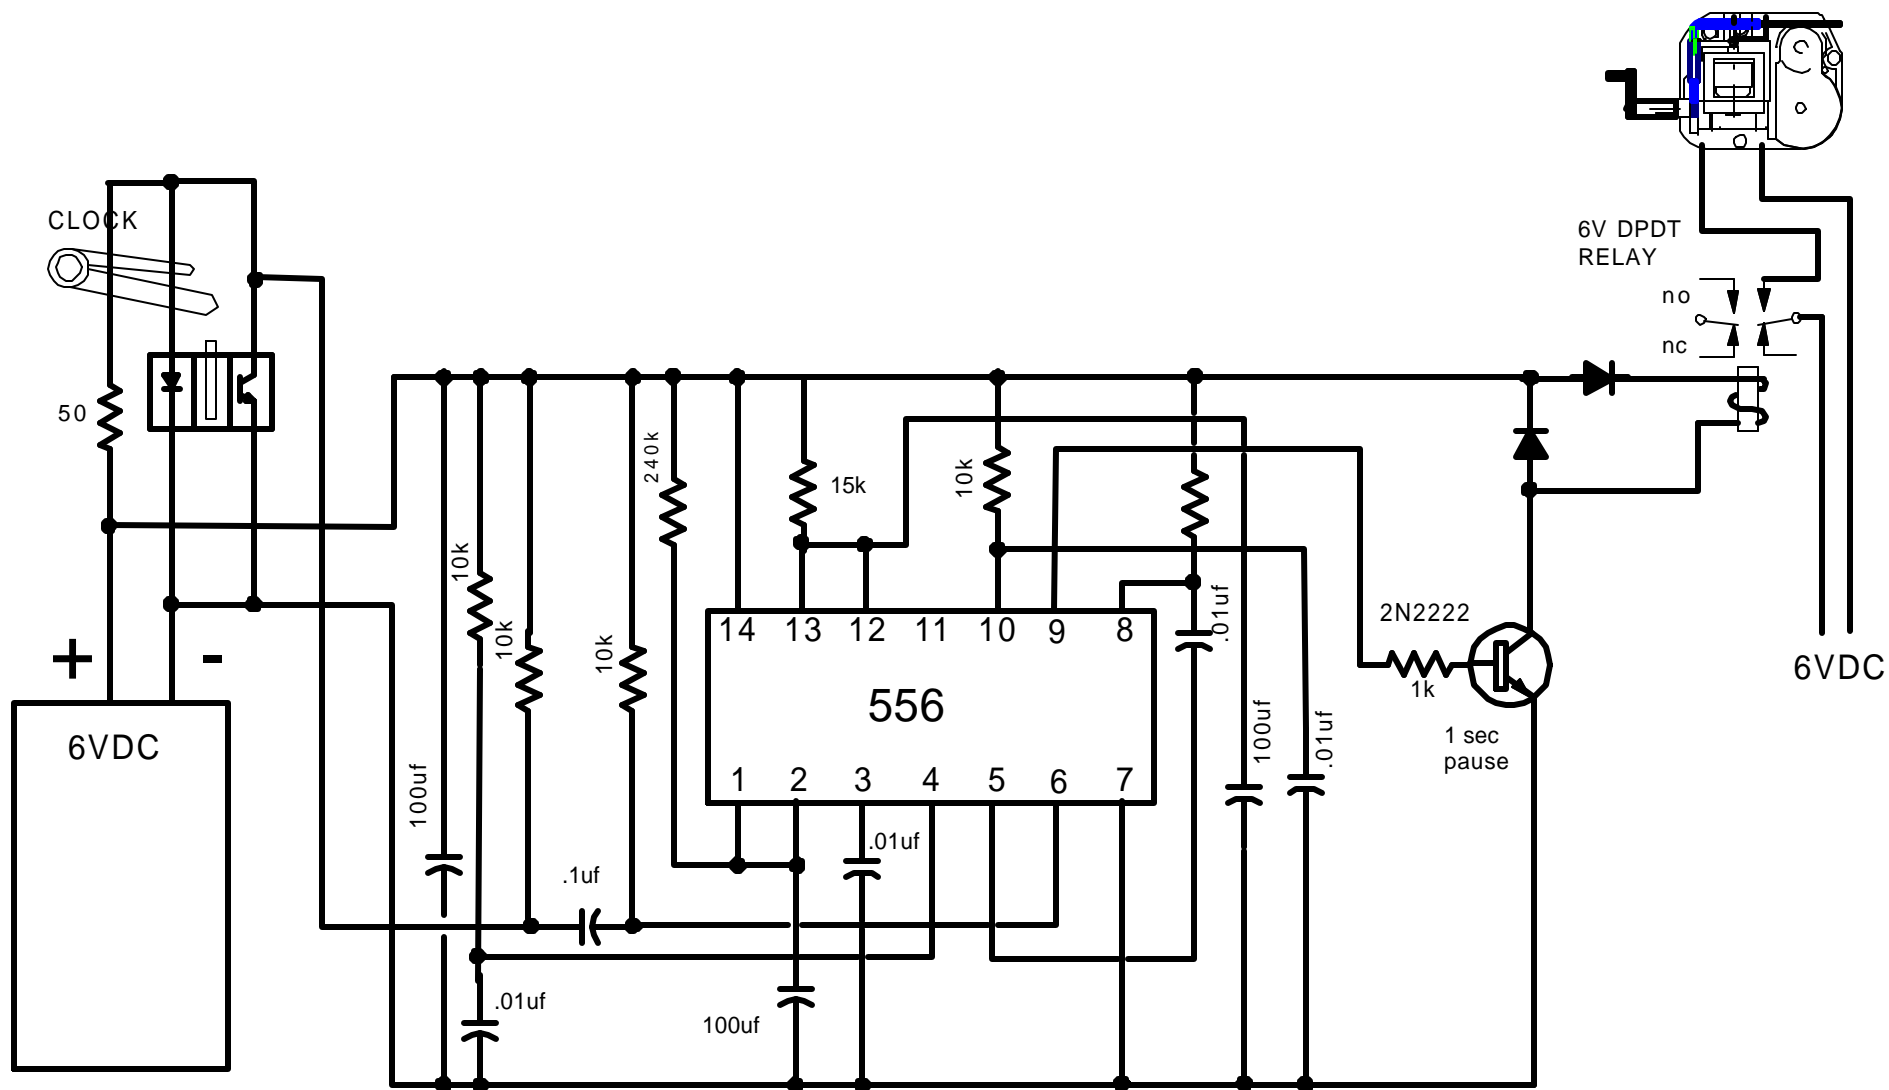 CLOCK
6V DPDT
RELAY
no
nc
50
240k
15k
10k
10k
10k
10k
.01uf
14 13 12 11 10 9 8
2N2222
+ -
556
1k
6VDC
6VDC
1 sec
pause
100uf
.01uf
100uf
1 2 3 4 5 6 7
.01uf
.1uf
.01uf
100uf